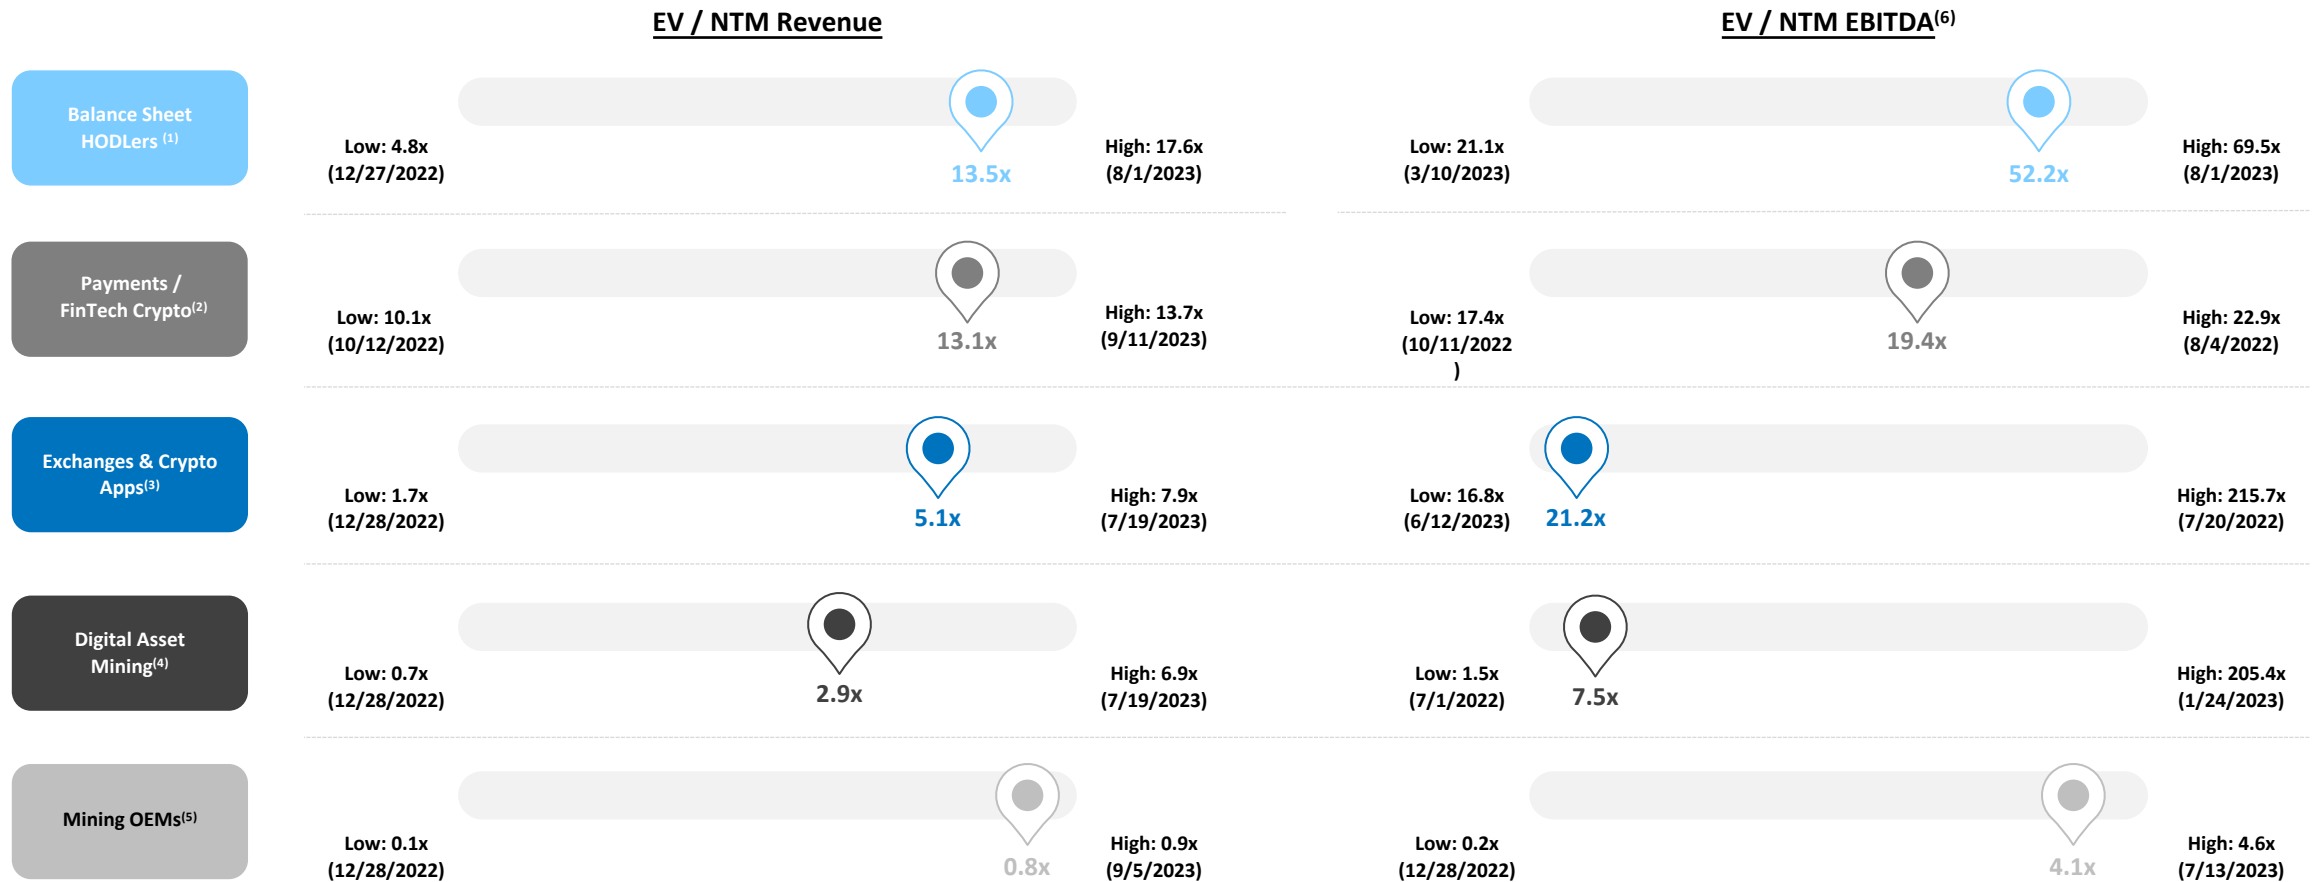 EV / NTM Revenue
EV / NTM EBITDA(6)
Balance Sheet
HODLers (1)
Low: 4.8x
(12/27/2022)
13.5x
High: 17.6x
(8/1/2023)
Low: 21.1x
(3/10/2023)
52.2x
High: 69.5x
(8/1/2023)
Payments /
FinTech Crypto(2)
Low: 10.1x
(10/12/2022)
13.1x
High: 13.7x
(9/11/2023)
Low: 17.4x
(10/11/2022
)
19.4x
High: 22.9x
(8/4/2022)
Exchanges & Crypto
Apps(3)
Low: 1.7x
(12/28/2022)
5.1x
High: 7.9x
(7/19/2023)
Low: 16.8x
(6/12/2023)
21.2x
High: 215.7x
(7/20/2022)
Digital Asset
Mining(4)
Low: 0.7x
(12/28/2022)
2.9x
High: 6.9x
(7/19/2023)
Low: 1.5x
(7/1/2022)
7.5x
High: 205.4x
(1/24/2023)
Mining OEMs(5)
Low: 0.1x
(12/28/2022)
0.8x
High: 0.9x
(9/5/2023)
Low: 0.2x
(12/28/2022)
4.1x
High: 4.6x
(7/13/2023)